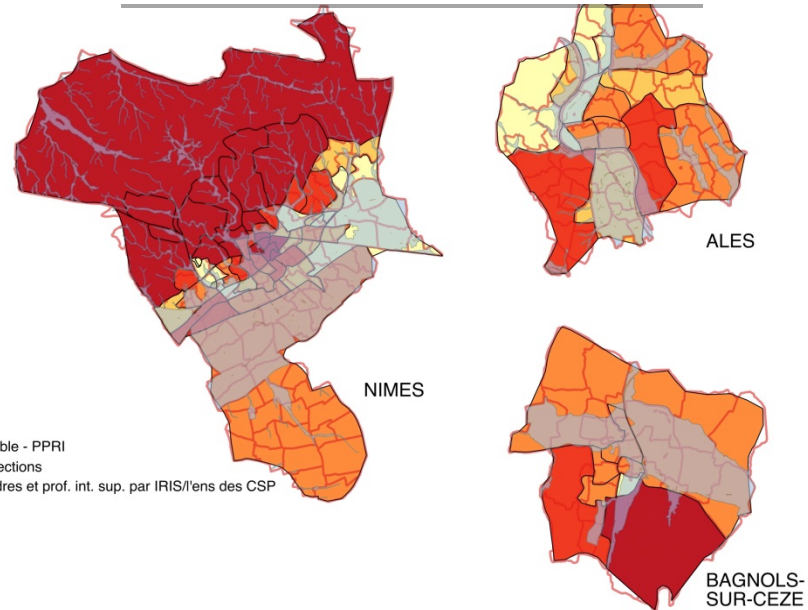 ALES
NIMES
ble - PPRI
ections
dres et prof. int. sup. par IRIS/l'ens des CSP
BAGNOLS-
SUR-CEZE